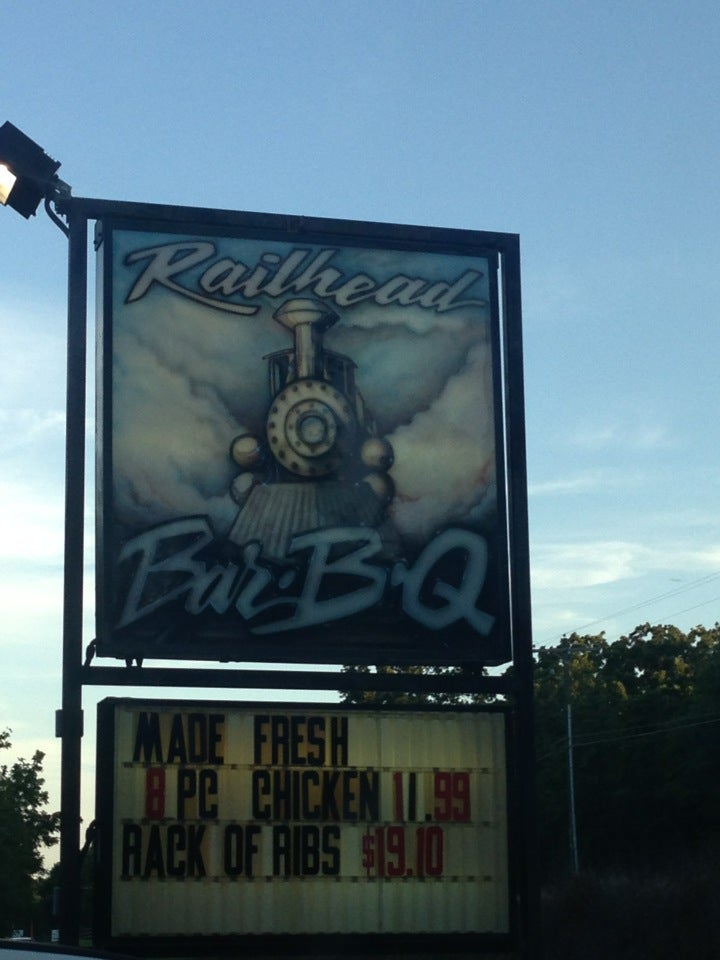 Railhead
Bar·B·Q
MADE FRESH
8 PC CHICKEN 11.99
RACK OF RIBS $19.10